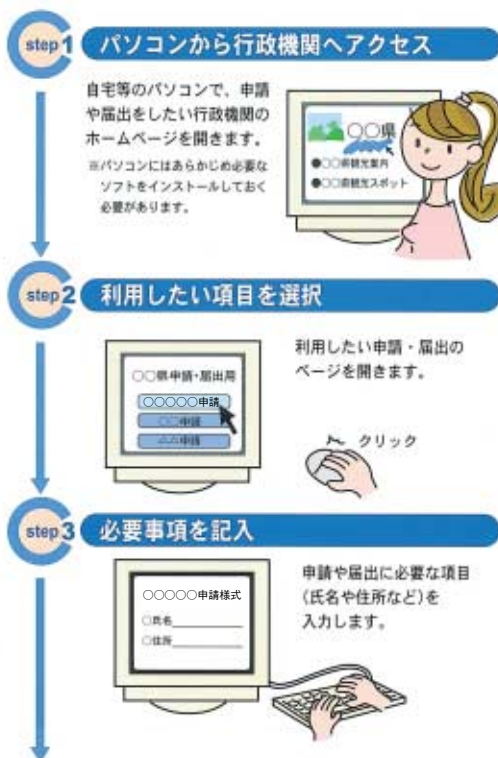 step 1 パソコンから行政機関へアクセス
自宅等のパソコンで、申請
や届出をしたい行政機関の
ホームページを開きます。
※パソコンにはあらかじめ必要な
ソフトをインストールしておく
必要があります。
○○県
●○○県観光案内
●○○県観光スポット
step 2 利用したい項目を選択
○○県申請・届出用
○○○○○申請
○○申請
△△申請
利用したい申請・届出の
ページを開きます。
クリック
step 3 必要事項を記入
○○○○○申請様式
○氏名
○住所
申請や届出に必要な項目
(氏名や住所など)を
入力します。